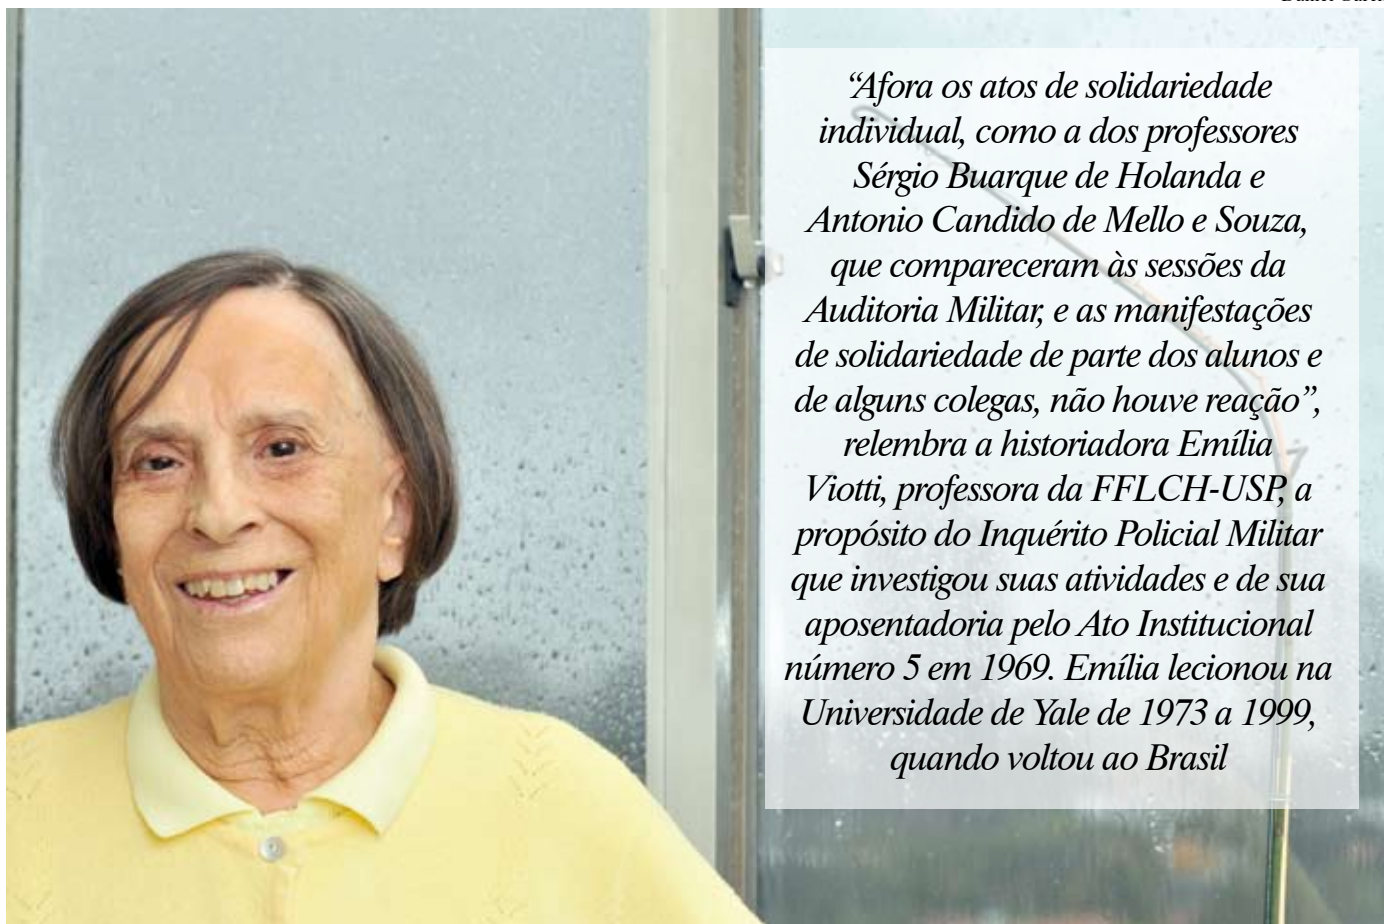 “Afora os atos de solidariedade
individual, como a dos professores
Sérgio Buarque de Holanda e
Antonio Candido de Mello e Souza,
que compareceram às sessões da
Auditoria Militar, e as manifestações
de solidariedade de parte dos alunos e
de alguns colegas, não houve reação”,
relembra a historiadora Emília
Viotti, professora da FFLCH-USP, a
propósito do Inquérito Policial Militar
que investigou suas atividades e de sua
aposentadoria pelo Ato Institucional
número 5 em 1969. Emília lecionou na
Universidade de Yale de 1973 a 1999,
quando voltou ao Brasil